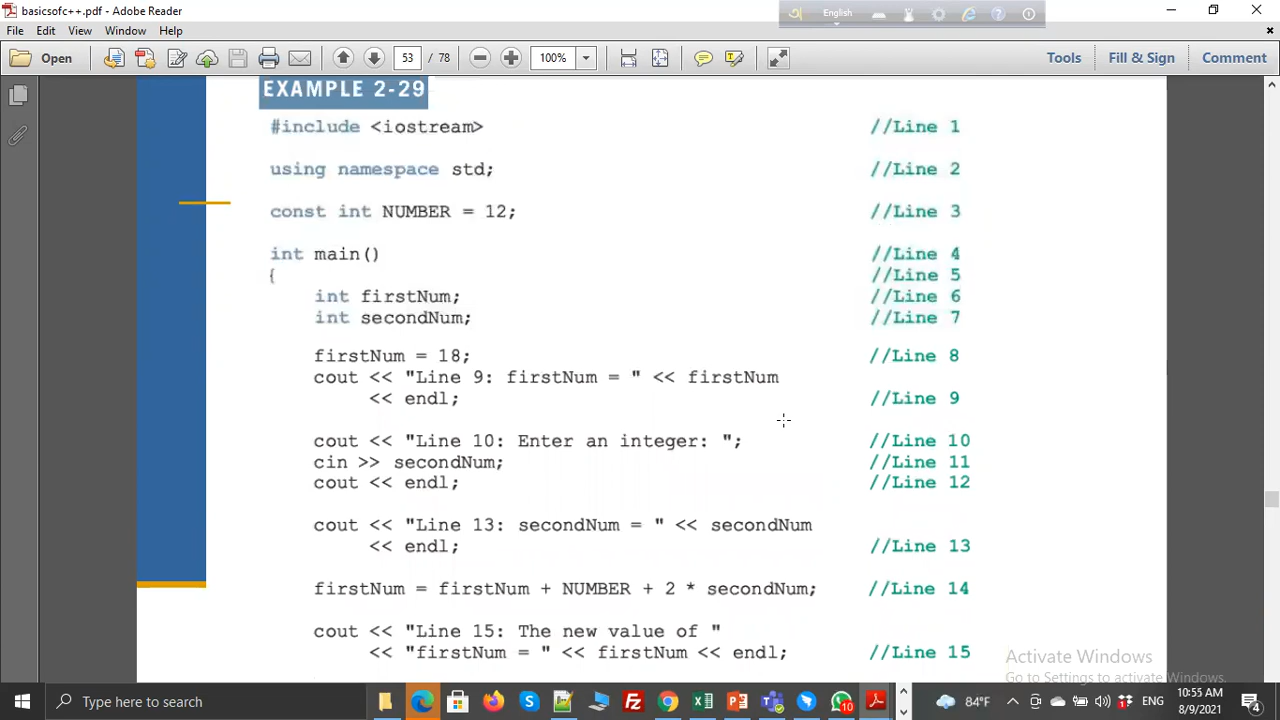 basicsofc++.pdf - Adobe Reader
English
File Edit View Window Help
Open 53 / 78 100% Tools Fill & Sign Comment
EXAMPLE 2-29
#include <iostream> //Line 1
using namespace std; //Line 2
const int NUMBER = 12; //Line 3
int main() //Line 4
{ //Line 5
int firstNum; //Line 6
int secondNum; //Line 7
firstNum = 18; //Line 8
cout << "Line 9: firstNum = " << firstNum
<< endl; //Line 9
cout << "Line 10: Enter an integer: "; //Line 10
cin >> secondNum; //Line 11
cout << endl; //Line 12
cout << "Line 13: secondNum = " << secondNum
<< endl; //Line 13
firstNum = firstNum + NUMBER + 2 * secondNum; //Line 14
cout << "Line 15: The new value of "
<< "firstNum = " << firstNum << endl; //Line 15
Activate Windows
Go to Settings to activate Windows.
Type here to search
10
84°F
ENG
10:55 AM
8/9/2021
4